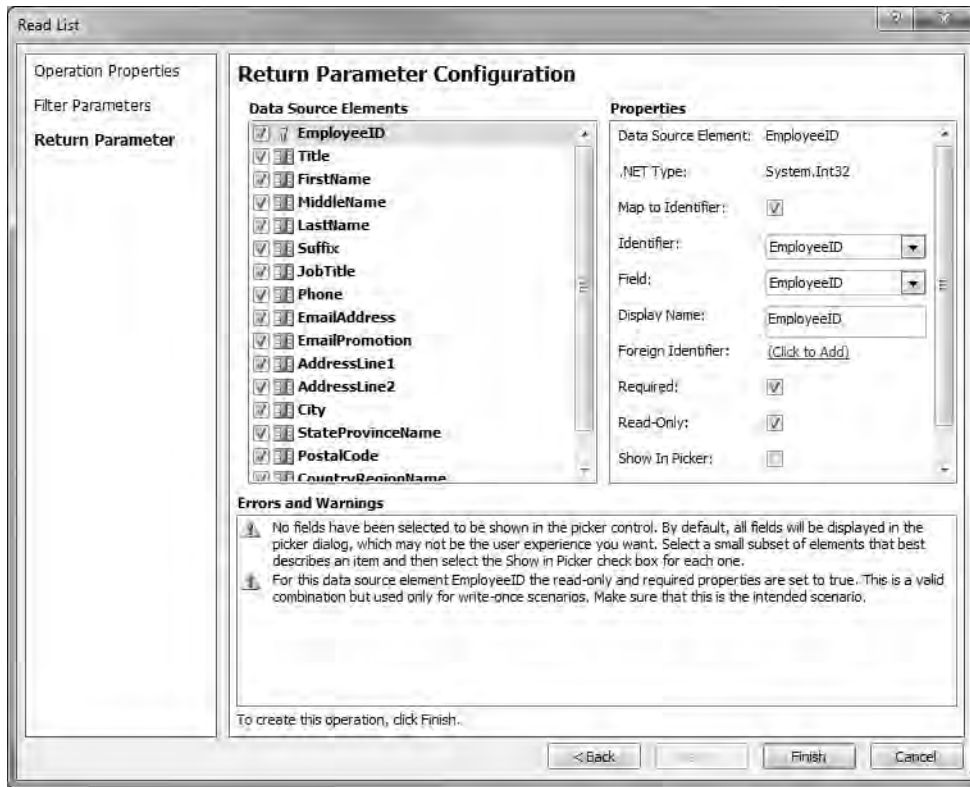 Read List
Operation Properties
Filter Parameters
Return Parameter
Return Parameter Configuration
Data Source Elements
EmployeeID
Title
FirstName
MiddleName
LastName
Suffix
JobTitle
Phone
EmailAddress
EmailPromotion
AddressLine1
AddressLine2
City
StateProvinceName
PostalCode
CountryRegionName
Properties
Data Source Element: EmployeeID
.NET Type: System.Int32
Map to Identifier:
Identifier: EmployeeID
Field: EmployeeID
Display Name: EmployeeID
Foreign Identifier: (Click to Add)
Required:
Read-Only:
Show In Picker:
Errors and Warnings
No fields have been selected to be shown in the picker control. By default, all fields will be displayed in the
picker dialog, which may not be the user experience you want. Select a small subset of elements that best
describes an item and then select the Show in Picker check box for each one.
For this data source element EmployeeID the read-only and required properties are set to true. This is a valid
combination but used only for write-once scenarios. Make sure that this is the intended scenario.
To create this operation, click Finish.
< Back
Finish
Cancel